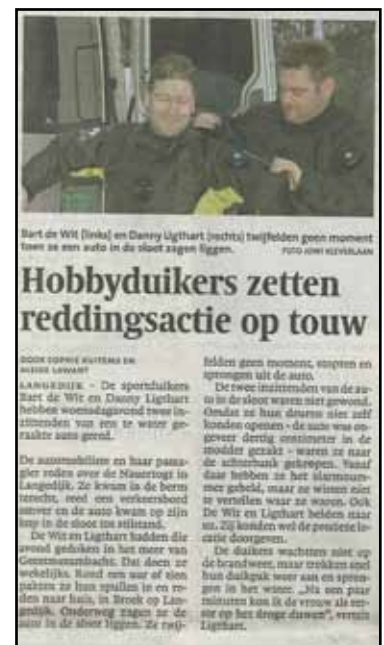 Bart de Wit (links) en Danny Ligthart (rechts) twijfelden geen moment
toen ze een auto in de sloot zagen liggen. FOTO JONY KLEVERLAAN
Hobbyduikers zetten
reddingsactie op touw
DOOR SOPHIE
LANGEDIJK - De sportduikers
Bart de Wit en Danny Ligthart
hebben woensdagavond twee in-
zittenden van een te water ge-
raakte auto gered.
De automobiliste en haar passa-
gier reden over de Nauertogt in
Langedijk. Ze kwam in de berm
terecht, reed een verkeersbord
omver en de auto kwam op zijn
kop in de sloot tot stilstand.
De Wit en Ligthart hadden die
avond gedoken in het meer van
Geestmerambacht. Dat doen ze
wekelijks. Rond een uur of tien
pakten ze hun spullen in en re-
den naar huis, in Broek op Lan-
gedijk. Onderweg zagen ze de
auto in de sloot liggen. Ze twij-
felden geen moment, stopten en
sprongen uit de auto.
De twee inzittenden van de au-
to in de sloot waren niet gewond.
Omdat ze hun deuren niet zelf
konden openen - de auto was on-
geveer dertig centimeter in de
modder gezakt - waren ze naar
de achterbank gekropen. Vanaf
daar hebben ze het alarmnum-
mer gebeld, maar ze wisten niet
te vertellen waar ze waren. Ook
De Wit en Ligthart belden naar
112. Zij konden wel de precieze lo-
catie doorgeven.
De duikers wachtten niet op
de brandweer, maar trokken snel
hun duikpak weer aan en spron-
gen in het water. „Na een paar
minuten kon ik de vrouw als eer-
ste op het droge duwen”, vertelt
Ligthart.